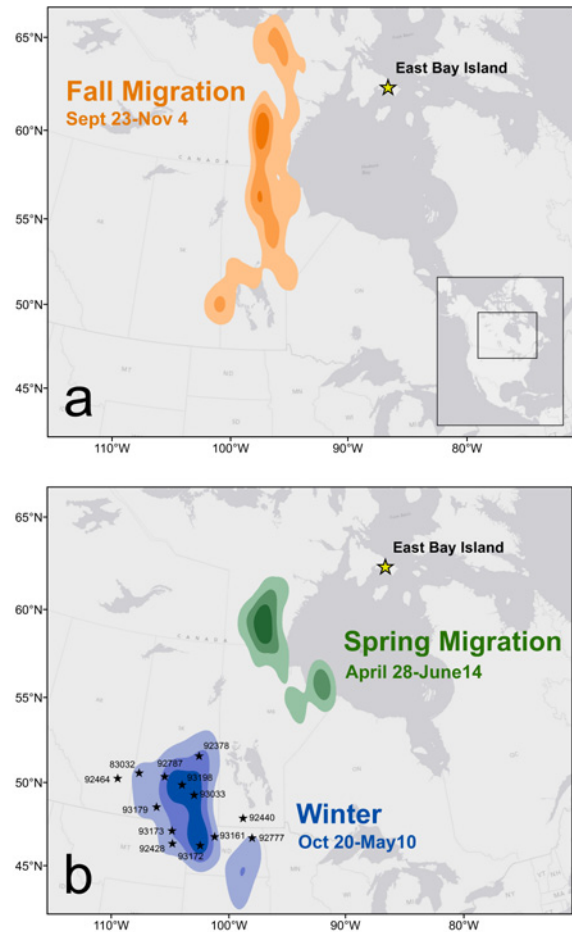 65°N
60°N
55°N
50°N
45°N
East Bay Island
Fall Migration
Sept 23-Nov 4
CANADA
a
110°W
100°W
90°W
80°W
65°N
60°N
55°N
50°N
45°N
East Bay Island
CANADA
Spring Migration
April 28-June14
92378
92787
83032
92464
93198
93033
93179
Winter
Oct 20-May10
92440
93173
93161
92777
92428
93172
b
110°W
100°W
90°W
80°W